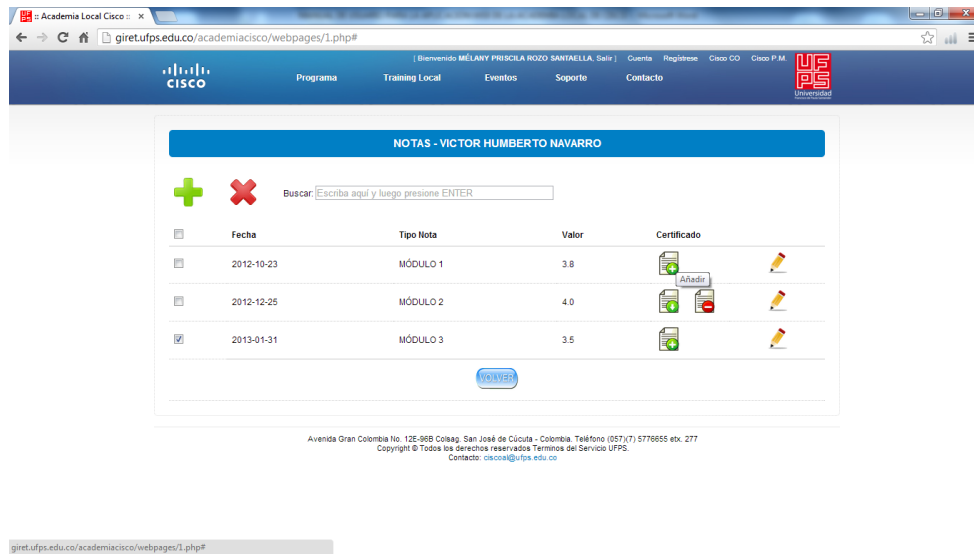 :: Academia Local Cisco ::
giret.ufps.edu.co/academiacisco/webpages/1.php#
[ Bienvenido MÉLANY PRISCILA ROZO SANTAELLA, Salir ] Cuenta Regístrese Cisco CO Cisco P.M.
CISCO
Programa Training Local Eventos Soporte Contacto
UFPS
Universidad
NOTAS - VICTOR HUMBERTO NAVARRO
Buscar: Escriba aquí y luego presione ENTER
Fecha Tipo Nota Valor Certificado
2012-10-23 MÓDULO 1 3.8
Añadir
2012-12-25 MÓDULO 2 4.0
2013-01-31 MÓDULO 3 3.5
VOLVER
Avenida Gran Colombia No. 12E-96B Colsag. San José de Cúcuta - Colombia. Teléfono (057)(7) 5776655 etx. 277
Copyright © Todos los derechos reservados Terminos del Servicio UFPS.
Contacto: ciscoal@ufps.edu.co
giret.ufps.edu.co/academiacisco/webpages/1.php#